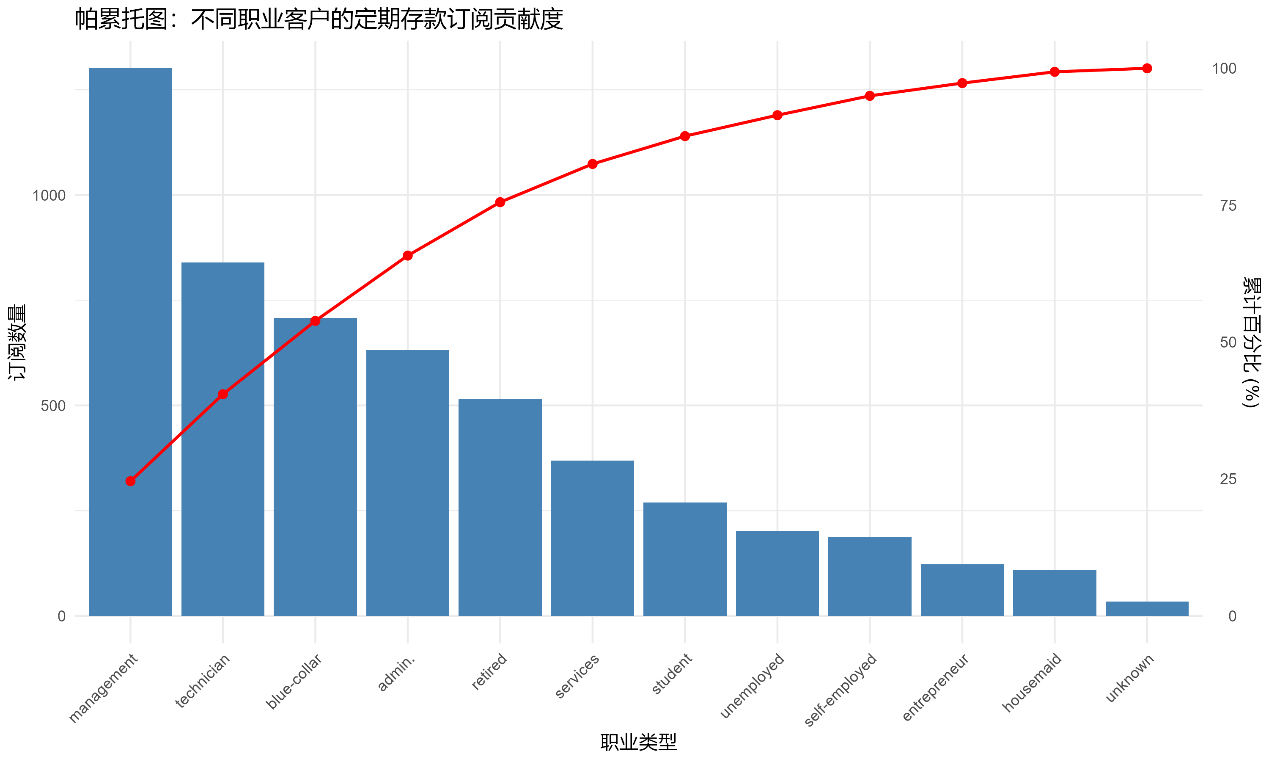 帕累托图：不同职业客户的定期存款订阅贡献度
订阅数量
1000
500
0
100
75
50
25
0
累计百分比 (%)
management
technician
blue-collar
admin.
retired
services
student
unemployed
self-employed
entrepreneur
housemaid
unknown
职业类型